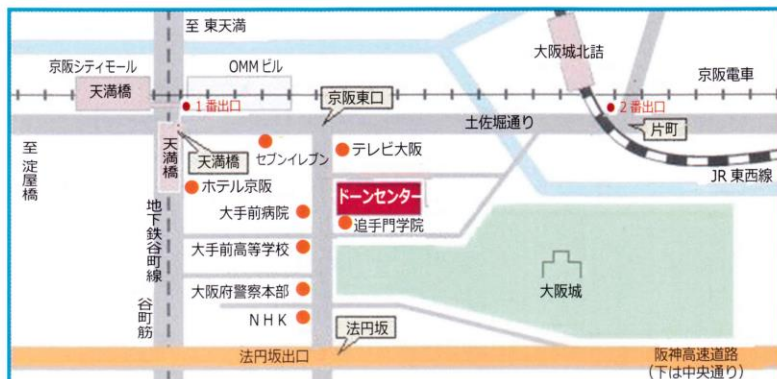 至 東天満
京阪シティモール
OMMビル
大阪城北詰
京阪電車
天満橋
1番出口
京阪東口
2番出口
土佐堀通り
片町
至 淀屋橋
天満橋
天満橋
セブンイレブン
テレビ大阪
JR東西線
ホテル京阪
ドーンセンター
大手前病院
追手門学院
地下鉄谷町線
大手前高等学校
大阪府警察本部
大阪城
谷町筋
NHK
法円坂
法円坂出口
阪神高速道路
(下は中央通り)